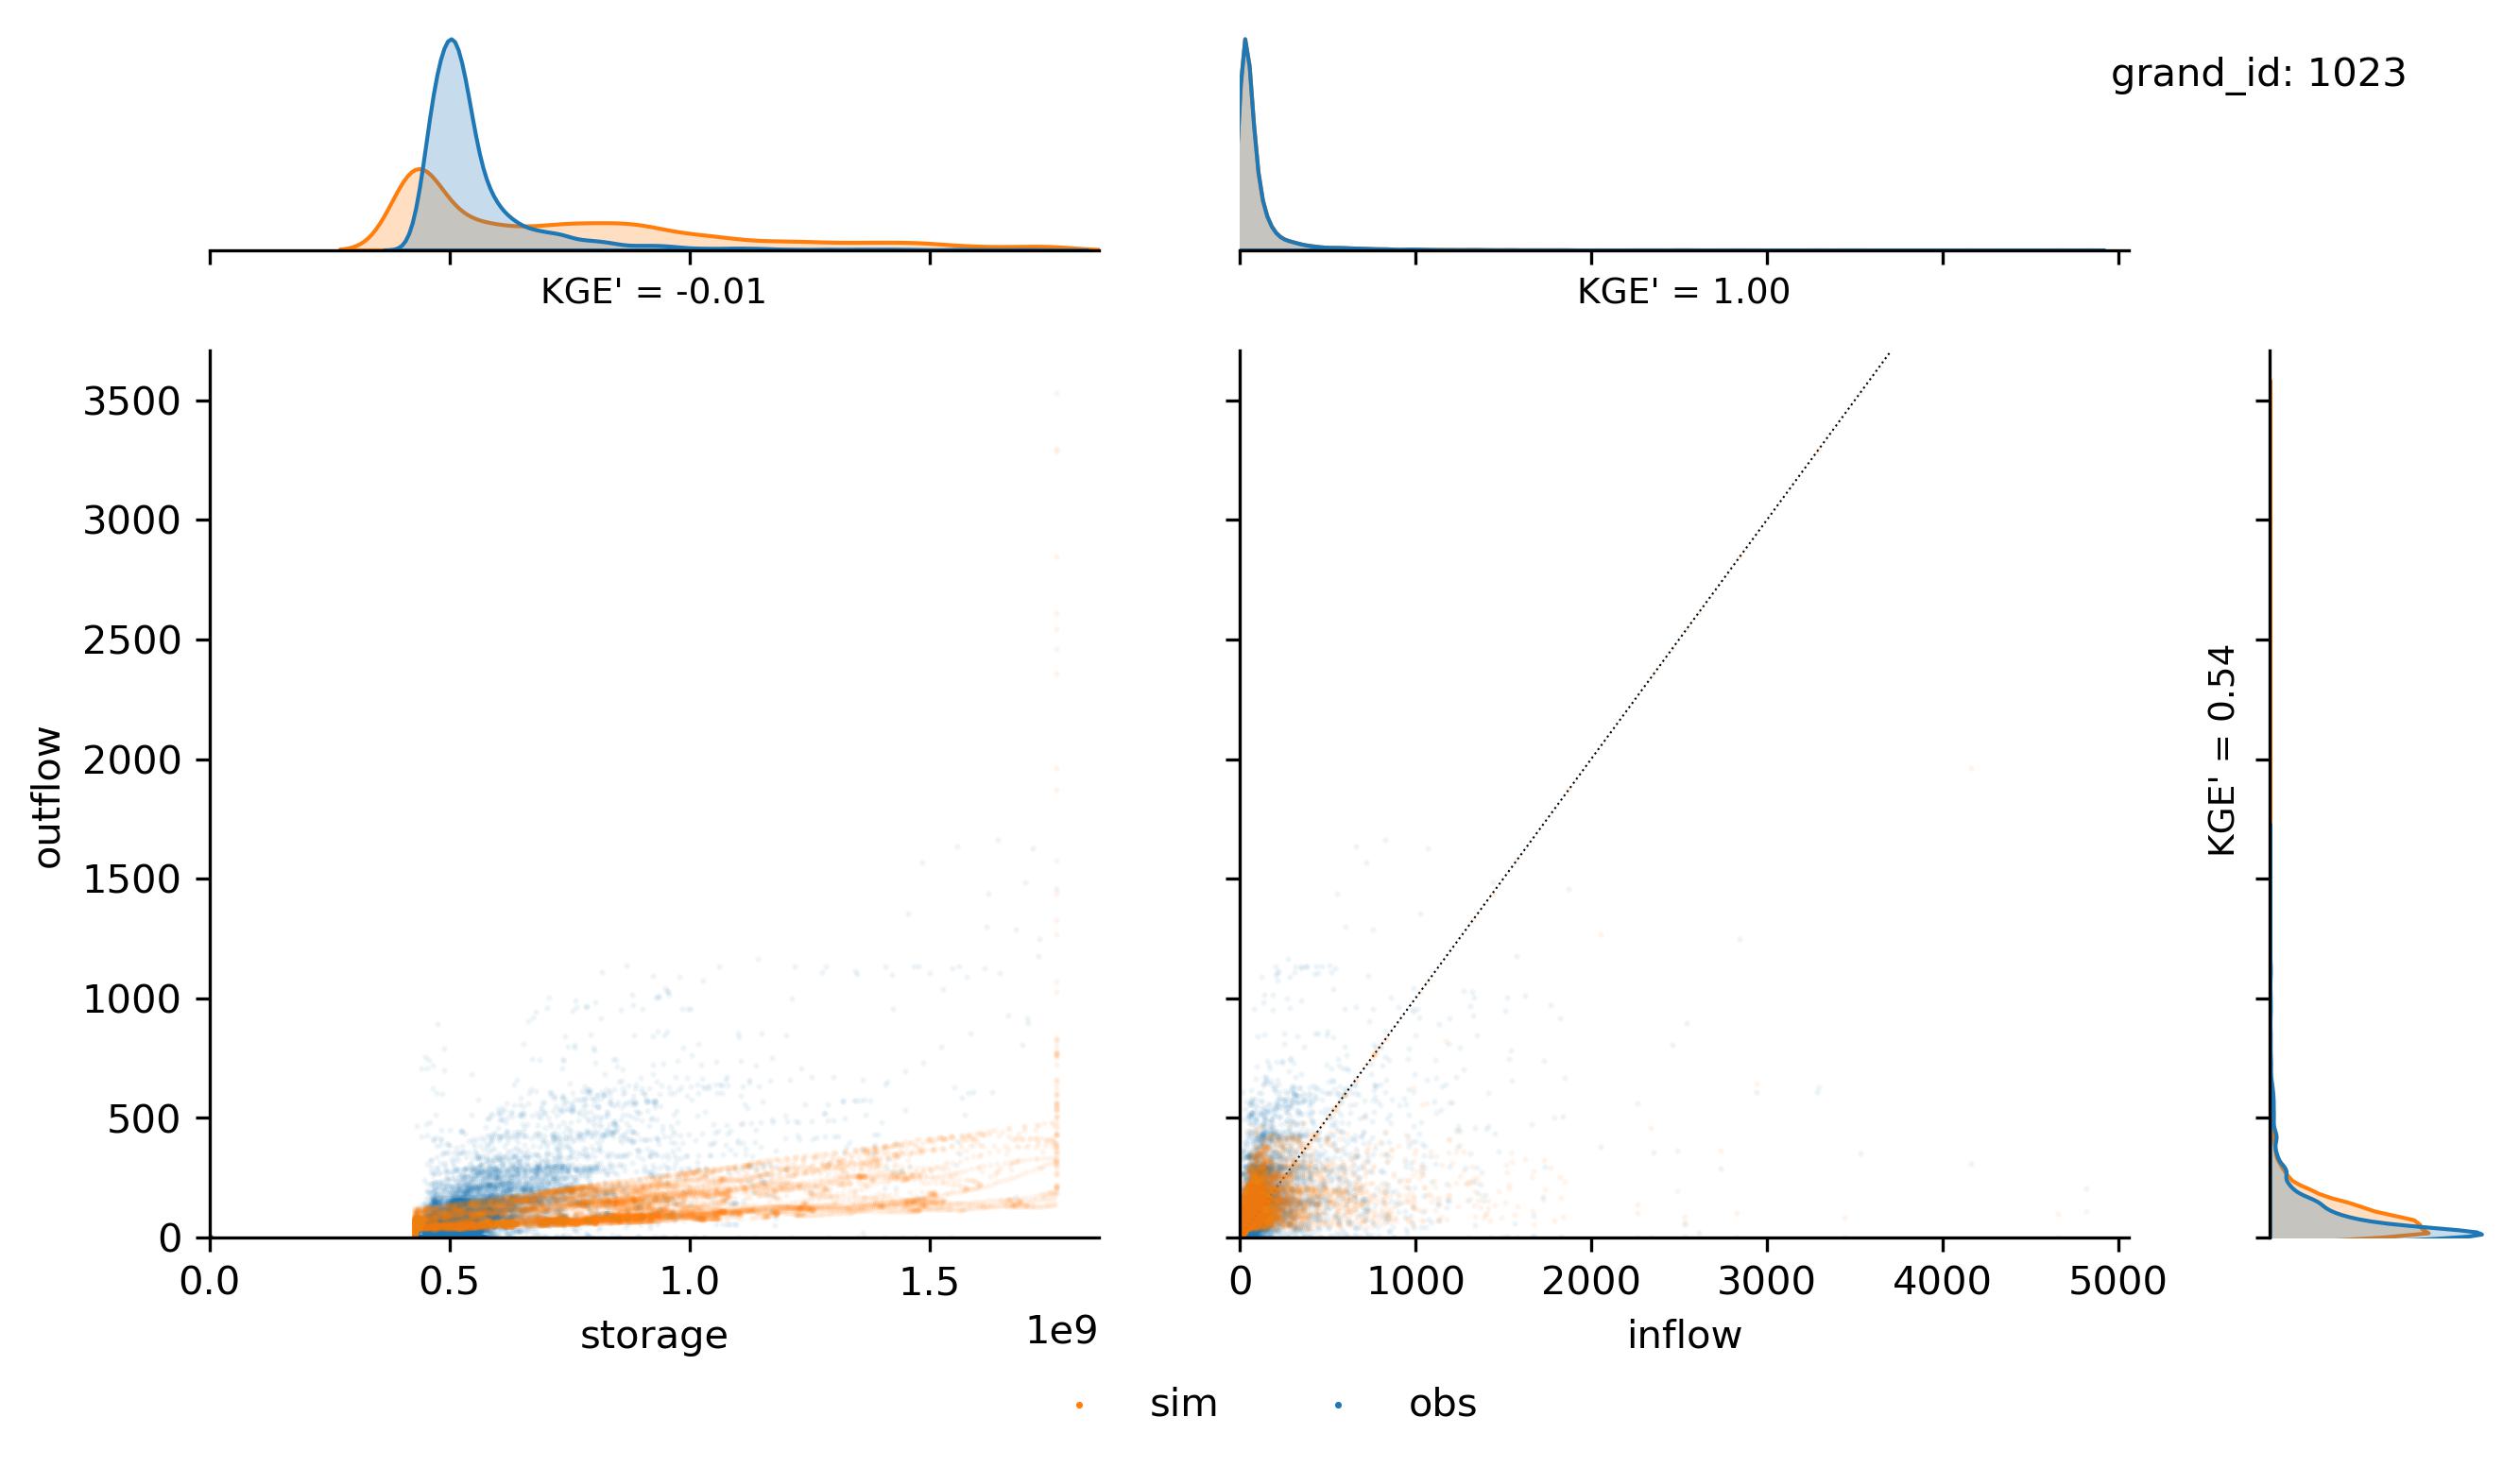 grand_id: 1023
KGE' = -0.01
KGE' = 1.00
3500
3000
2500
2000
1500
1000
500
0
outflow
KGE' = 0.54
0.0 0.5 1.0 1.5
1e9
storage
0 1000 2000 3000 4000 5000
inflow
sim obs